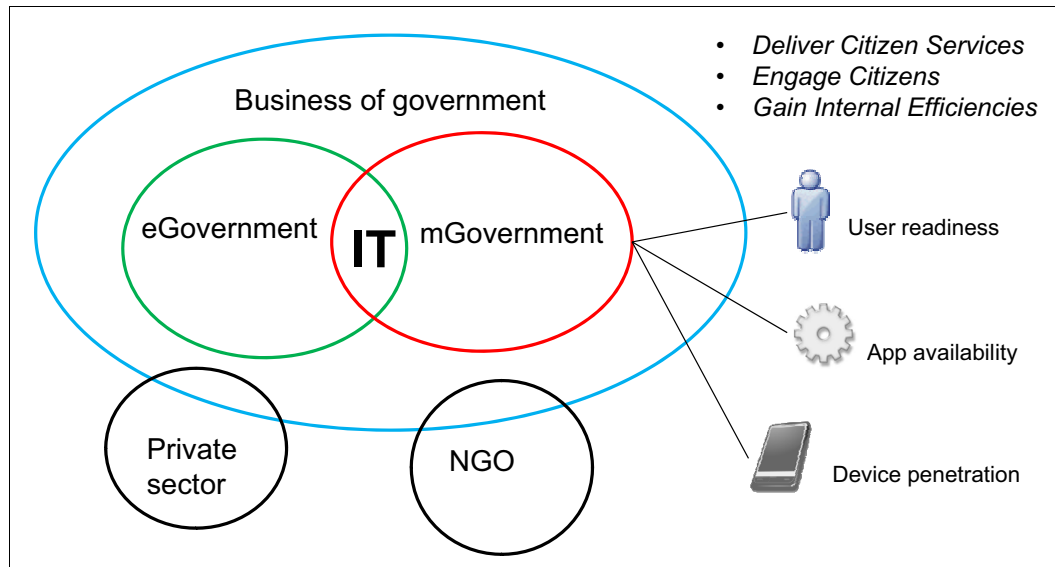 • Deliver Citizen Services
• Engage Citizens
• Gain Internal Efficiencies
Business of government
eGovernment
IT
mGovernment
User readiness
App availability
Device penetration
Private
sector
NGO